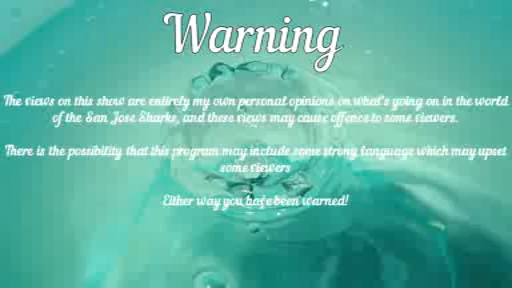 Warning
The views on this show are entirely my own personal opinions on what's going on in the world
of the San Jose Sharks, and these views may cause offence to some viewers.
There is the possibility that this program may include some strong language which may upset
some viewers
Either way you have been warned!